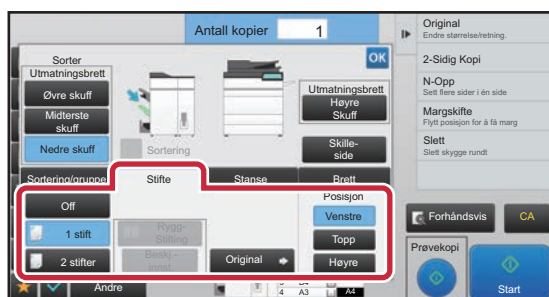 Antall kopier 1
OK
Sorter
Utmatningsbrett
Øvre skuff
Midterste
skuff
Nedre skuff
Sortering
Utmatningsbrett
Høyre
Skuff
Skille-
side
Sortering/gruppe
Stifte
Stanse
Brett
Off
1 stift
2 stifter
Rygg-
Stifting
Beskj.-
innst.
Original
Posisjon
Venstre
Topp
Høyre
Andre
4 A3
A4
Original
Endre størrelse/retning.
2-Sidig Kopi
N-Opp
Sett flere sider i én side
Margskifte
Flytt posisjon for å få marg
Slett
Slett skygge rundt
Forhåndsvis
CA
Prøvekopi
Start